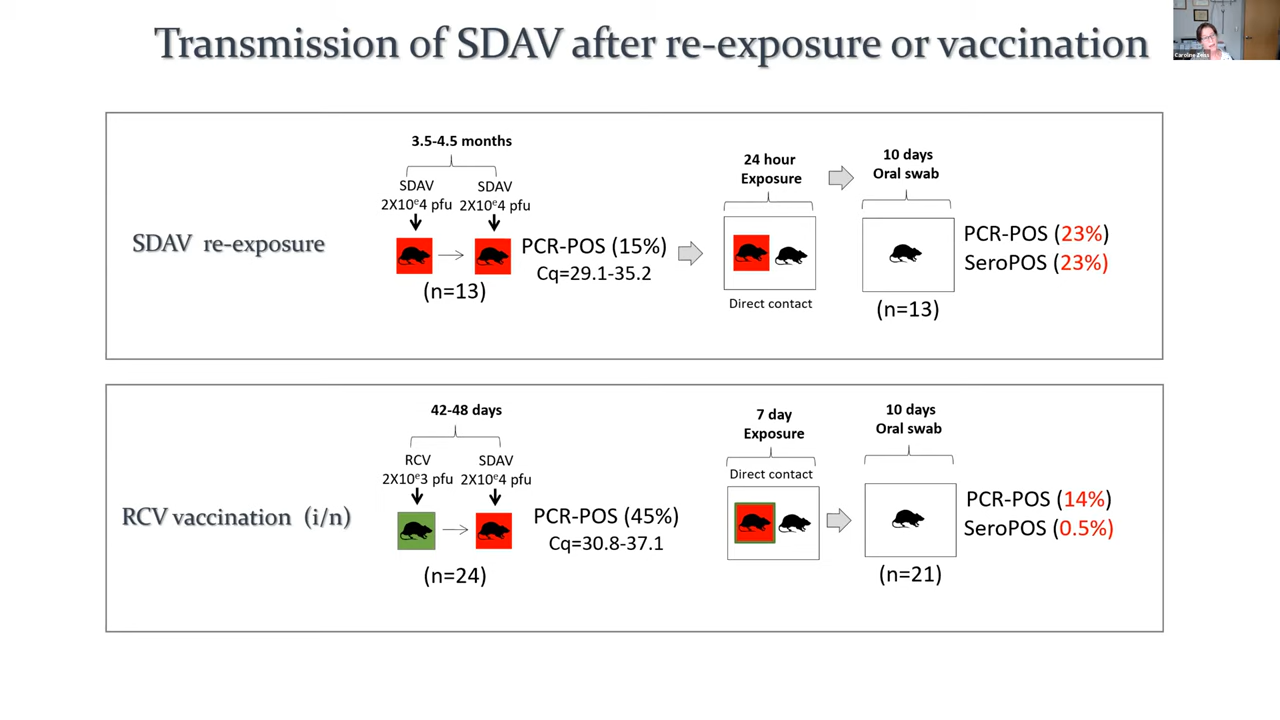 Transmission of SDAV after re-exposure or vaccination
Caroline Zeiss
SDAV re-exposure
3.5-4.5 months
SDAV
2X10ᵉ4 pfu
SDAV
2X10ᵉ4 pfu
(n=13)
PCR-POS (15%)
Cq=29.1-35.2
24 hour
Exposure
Direct contact
10 days
Oral swab
(n=13)
PCR-POS (23%)
SeroPOS (23%)
RCV vaccination (i/n)
42-48 days
RCV
2X10ᵉ3 pfu
SDAV
2X10ᵉ4 pfu
(n=24)
PCR-POS (45%)
Cq=30.8-37.1
7 day
Exposure
Direct contact
10 days
Oral swab
(n=21)
PCR-POS (14%)
SeroPOS (0.5%)